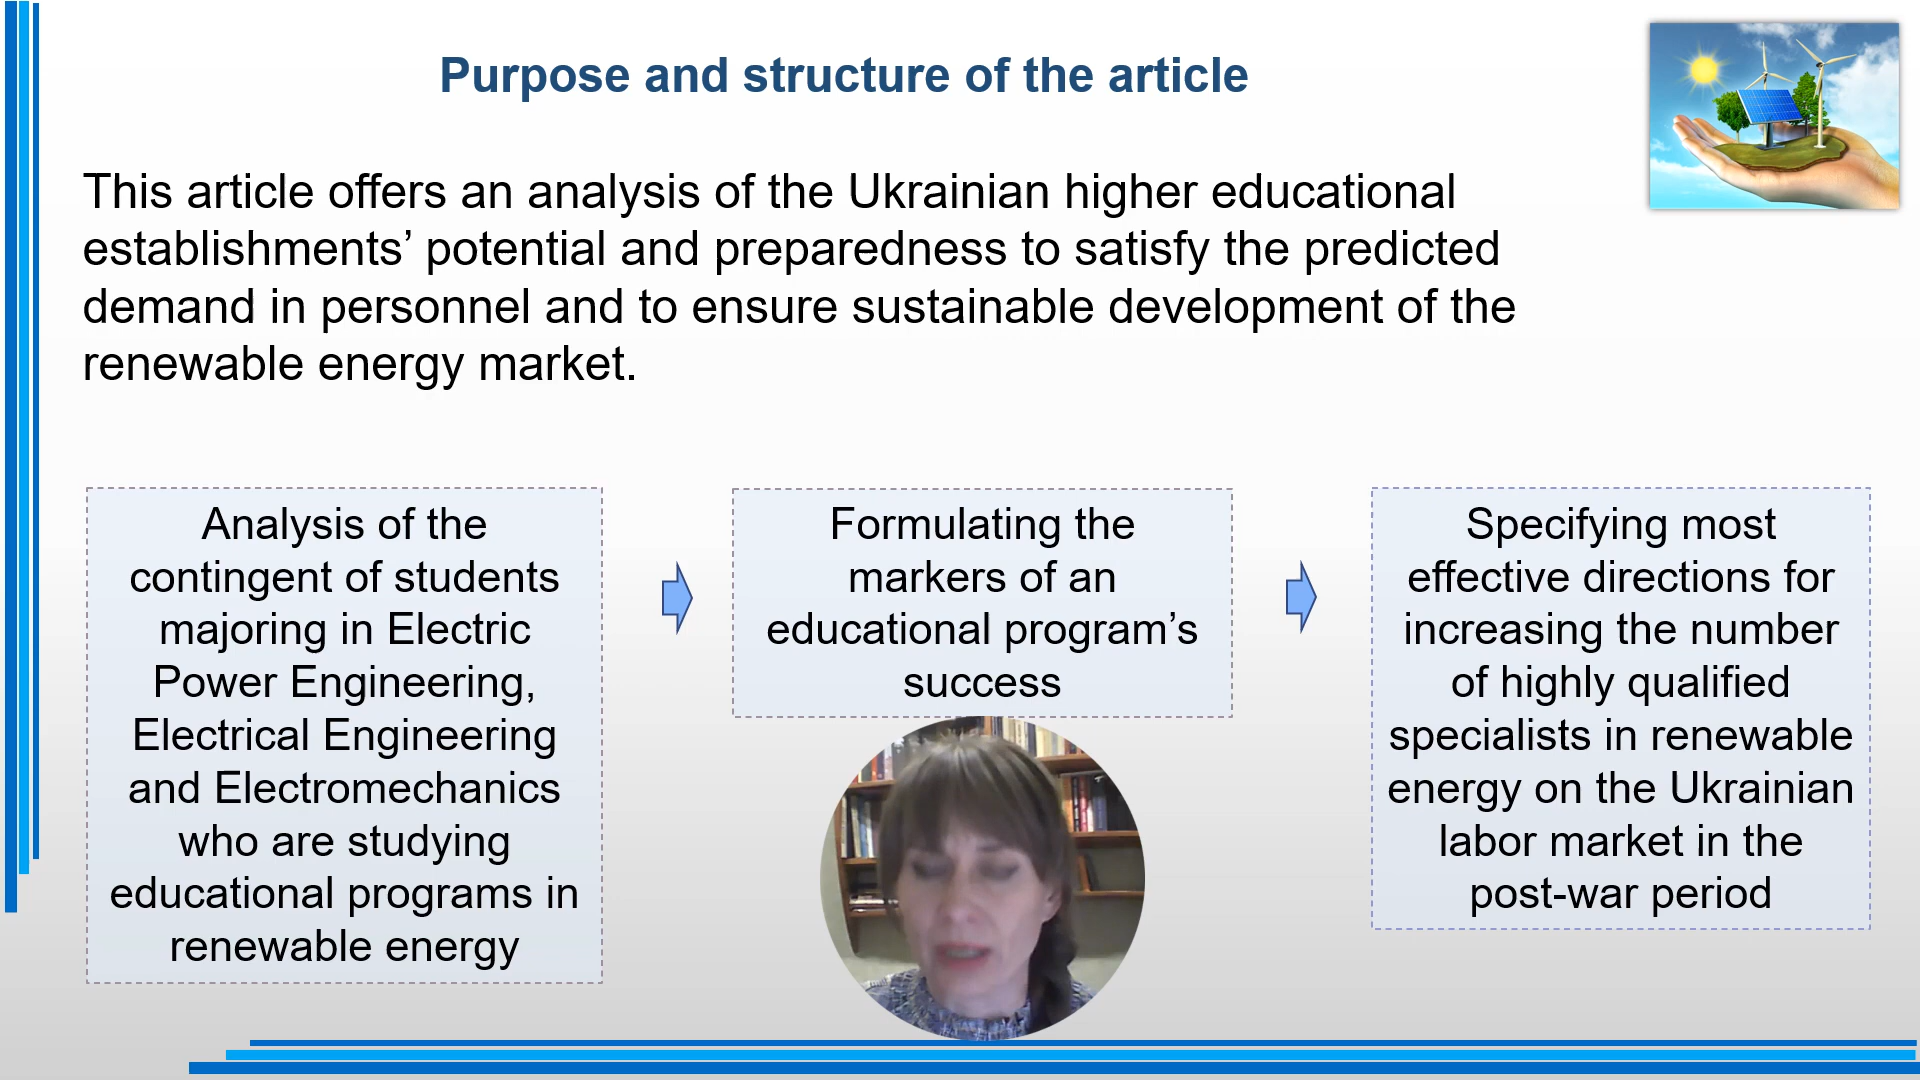 Purpose and structure of the article
This article offers an analysis of the Ukrainian higher educational
establishments’ potential and preparedness to satisfy the predicted
demand in personnel and to ensure sustainable development of the
renewable energy market.
Analysis of the
contingent of students
majoring in Electric
Power Engineering,
Electrical Engineering
and Electromechanics
who are studying
educational programs in
renewable energy
Formulating the
markers of an
educational program’s
success
Specifying most
effective directions for
increasing the number
of highly qualified
specialists in renewable
energy on the Ukrainian
labor market in the
post-war period